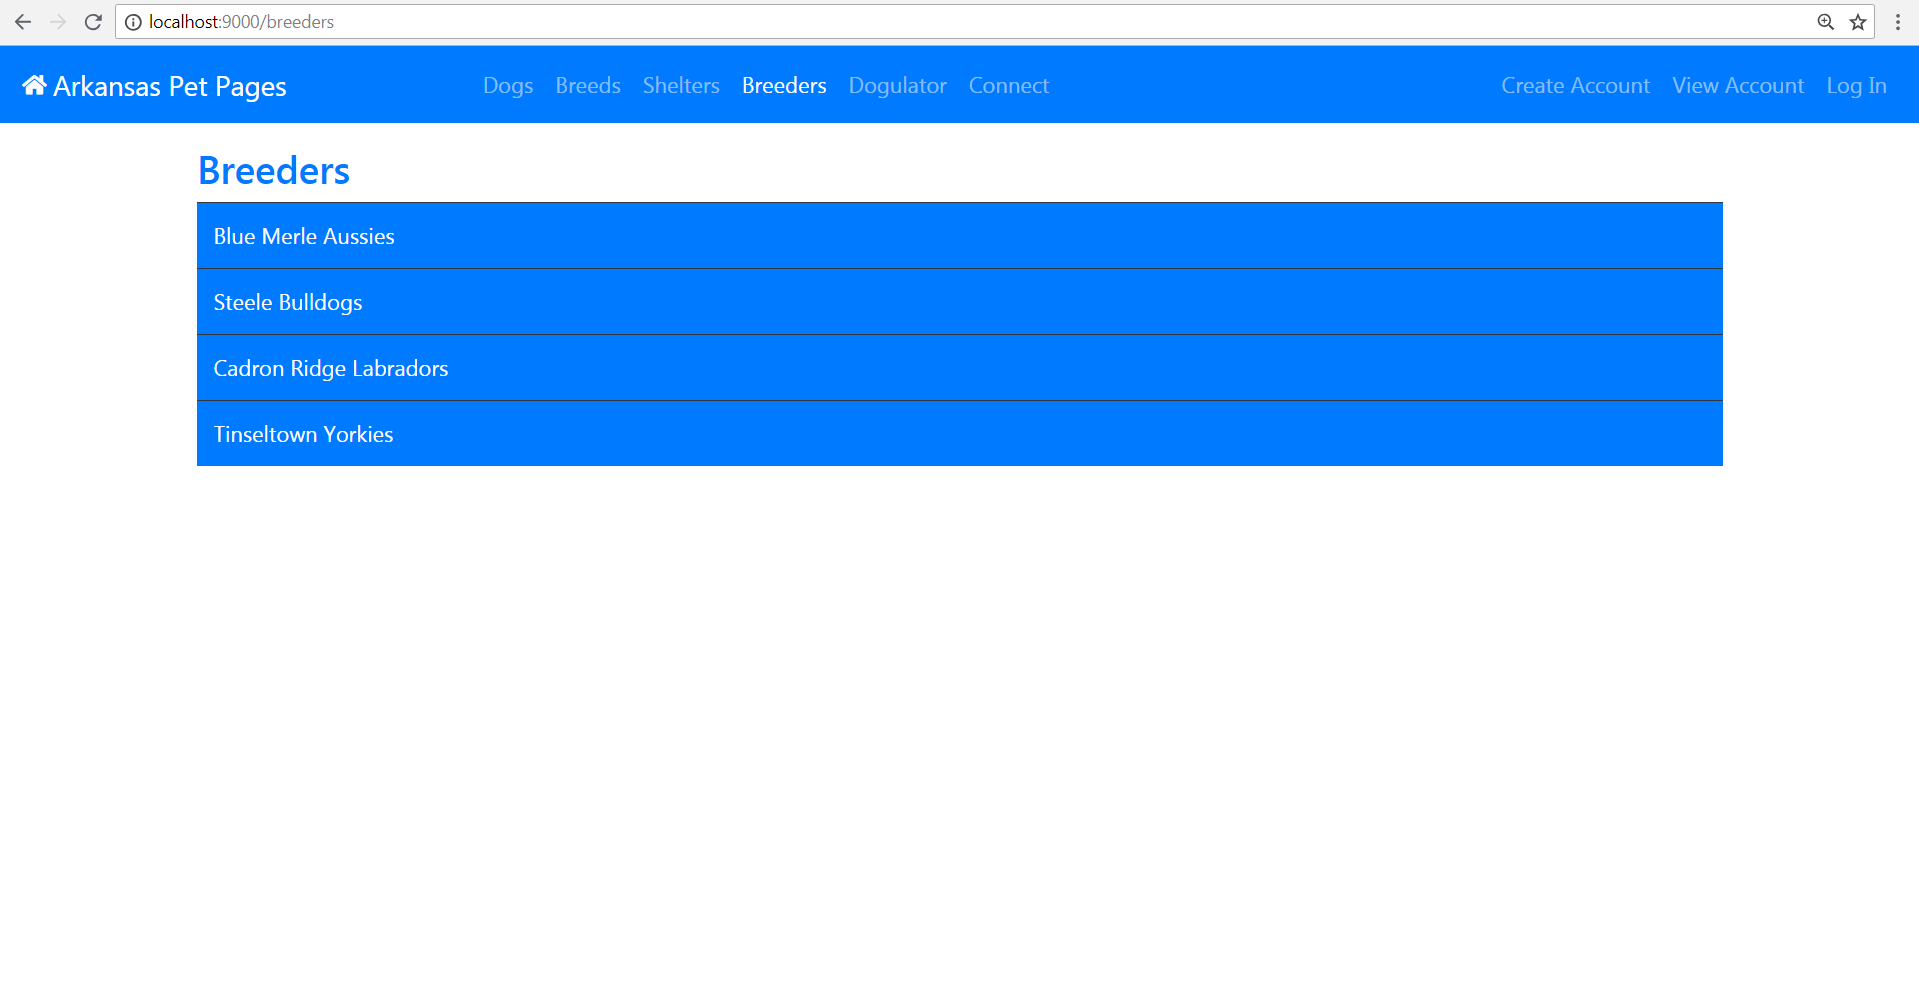 localhost:9000/breeders
Arkansas Pet Pages Dogs Breeds Shelters Breeders Dogulator Connect Create Account View Account Log In
Breeders
Blue Merle Aussies
Steele Bulldogs
Cadron Ridge Labradors
Tinseltown Yorkies